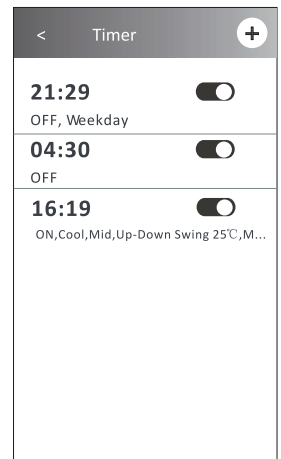 < Timer +
21:29
OFF, Weekday
04:30
OFF
16:19
ON,Cool,Mid,Up-Down Swing 25℃,M...